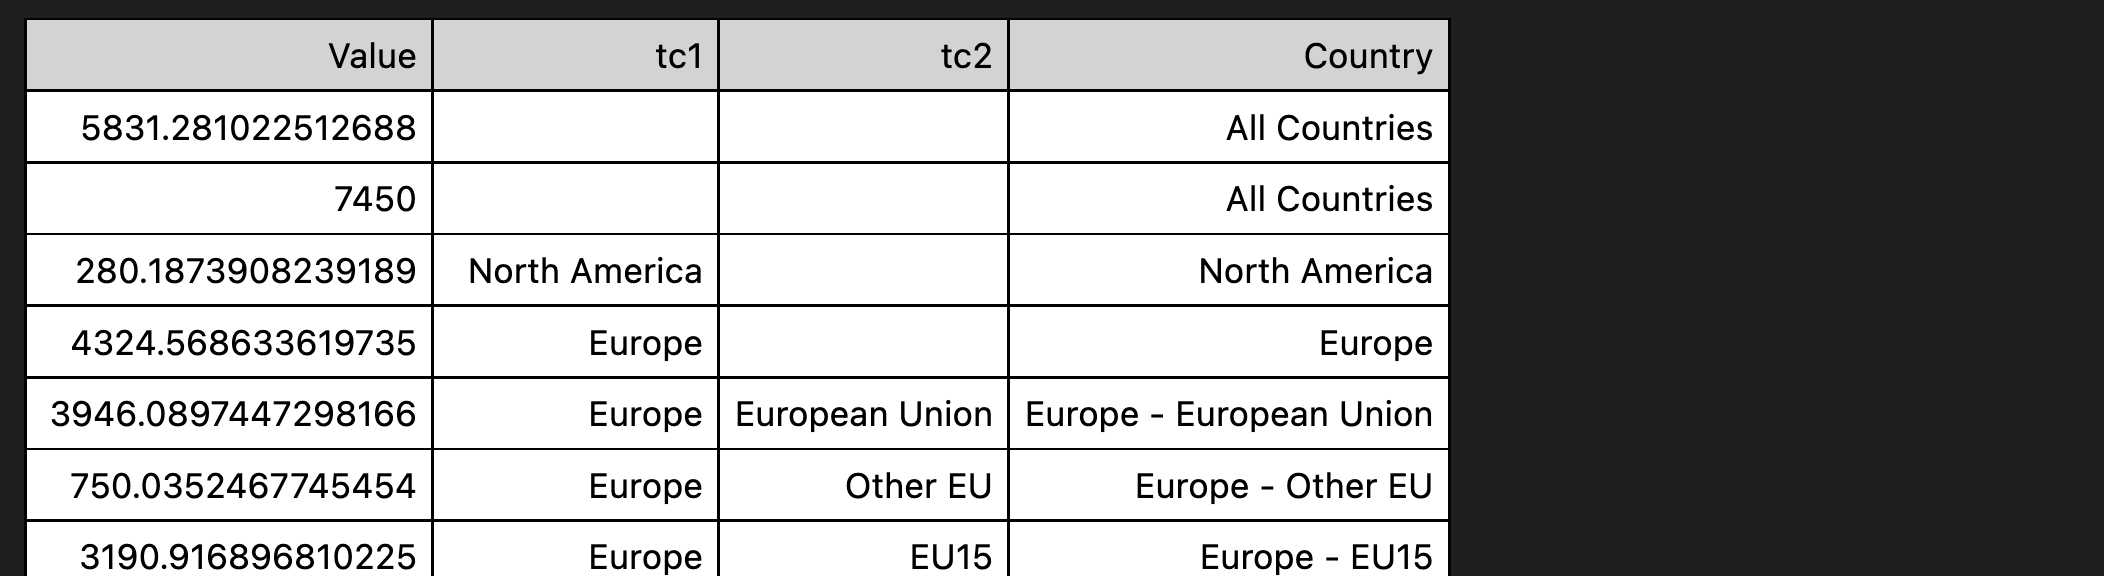 Value tc1 tc2 Country
5831.281022512688 All Countries
7450 All Countries
280.1873908239189 North America North America
4324.568633619735 Europe Europe
3946.0897447298166 Europe European Union Europe - European Union
750.0352467745454 Europe Other EU Europe - Other EU
3190.916896810225 Europe EU15 Europe - EU15